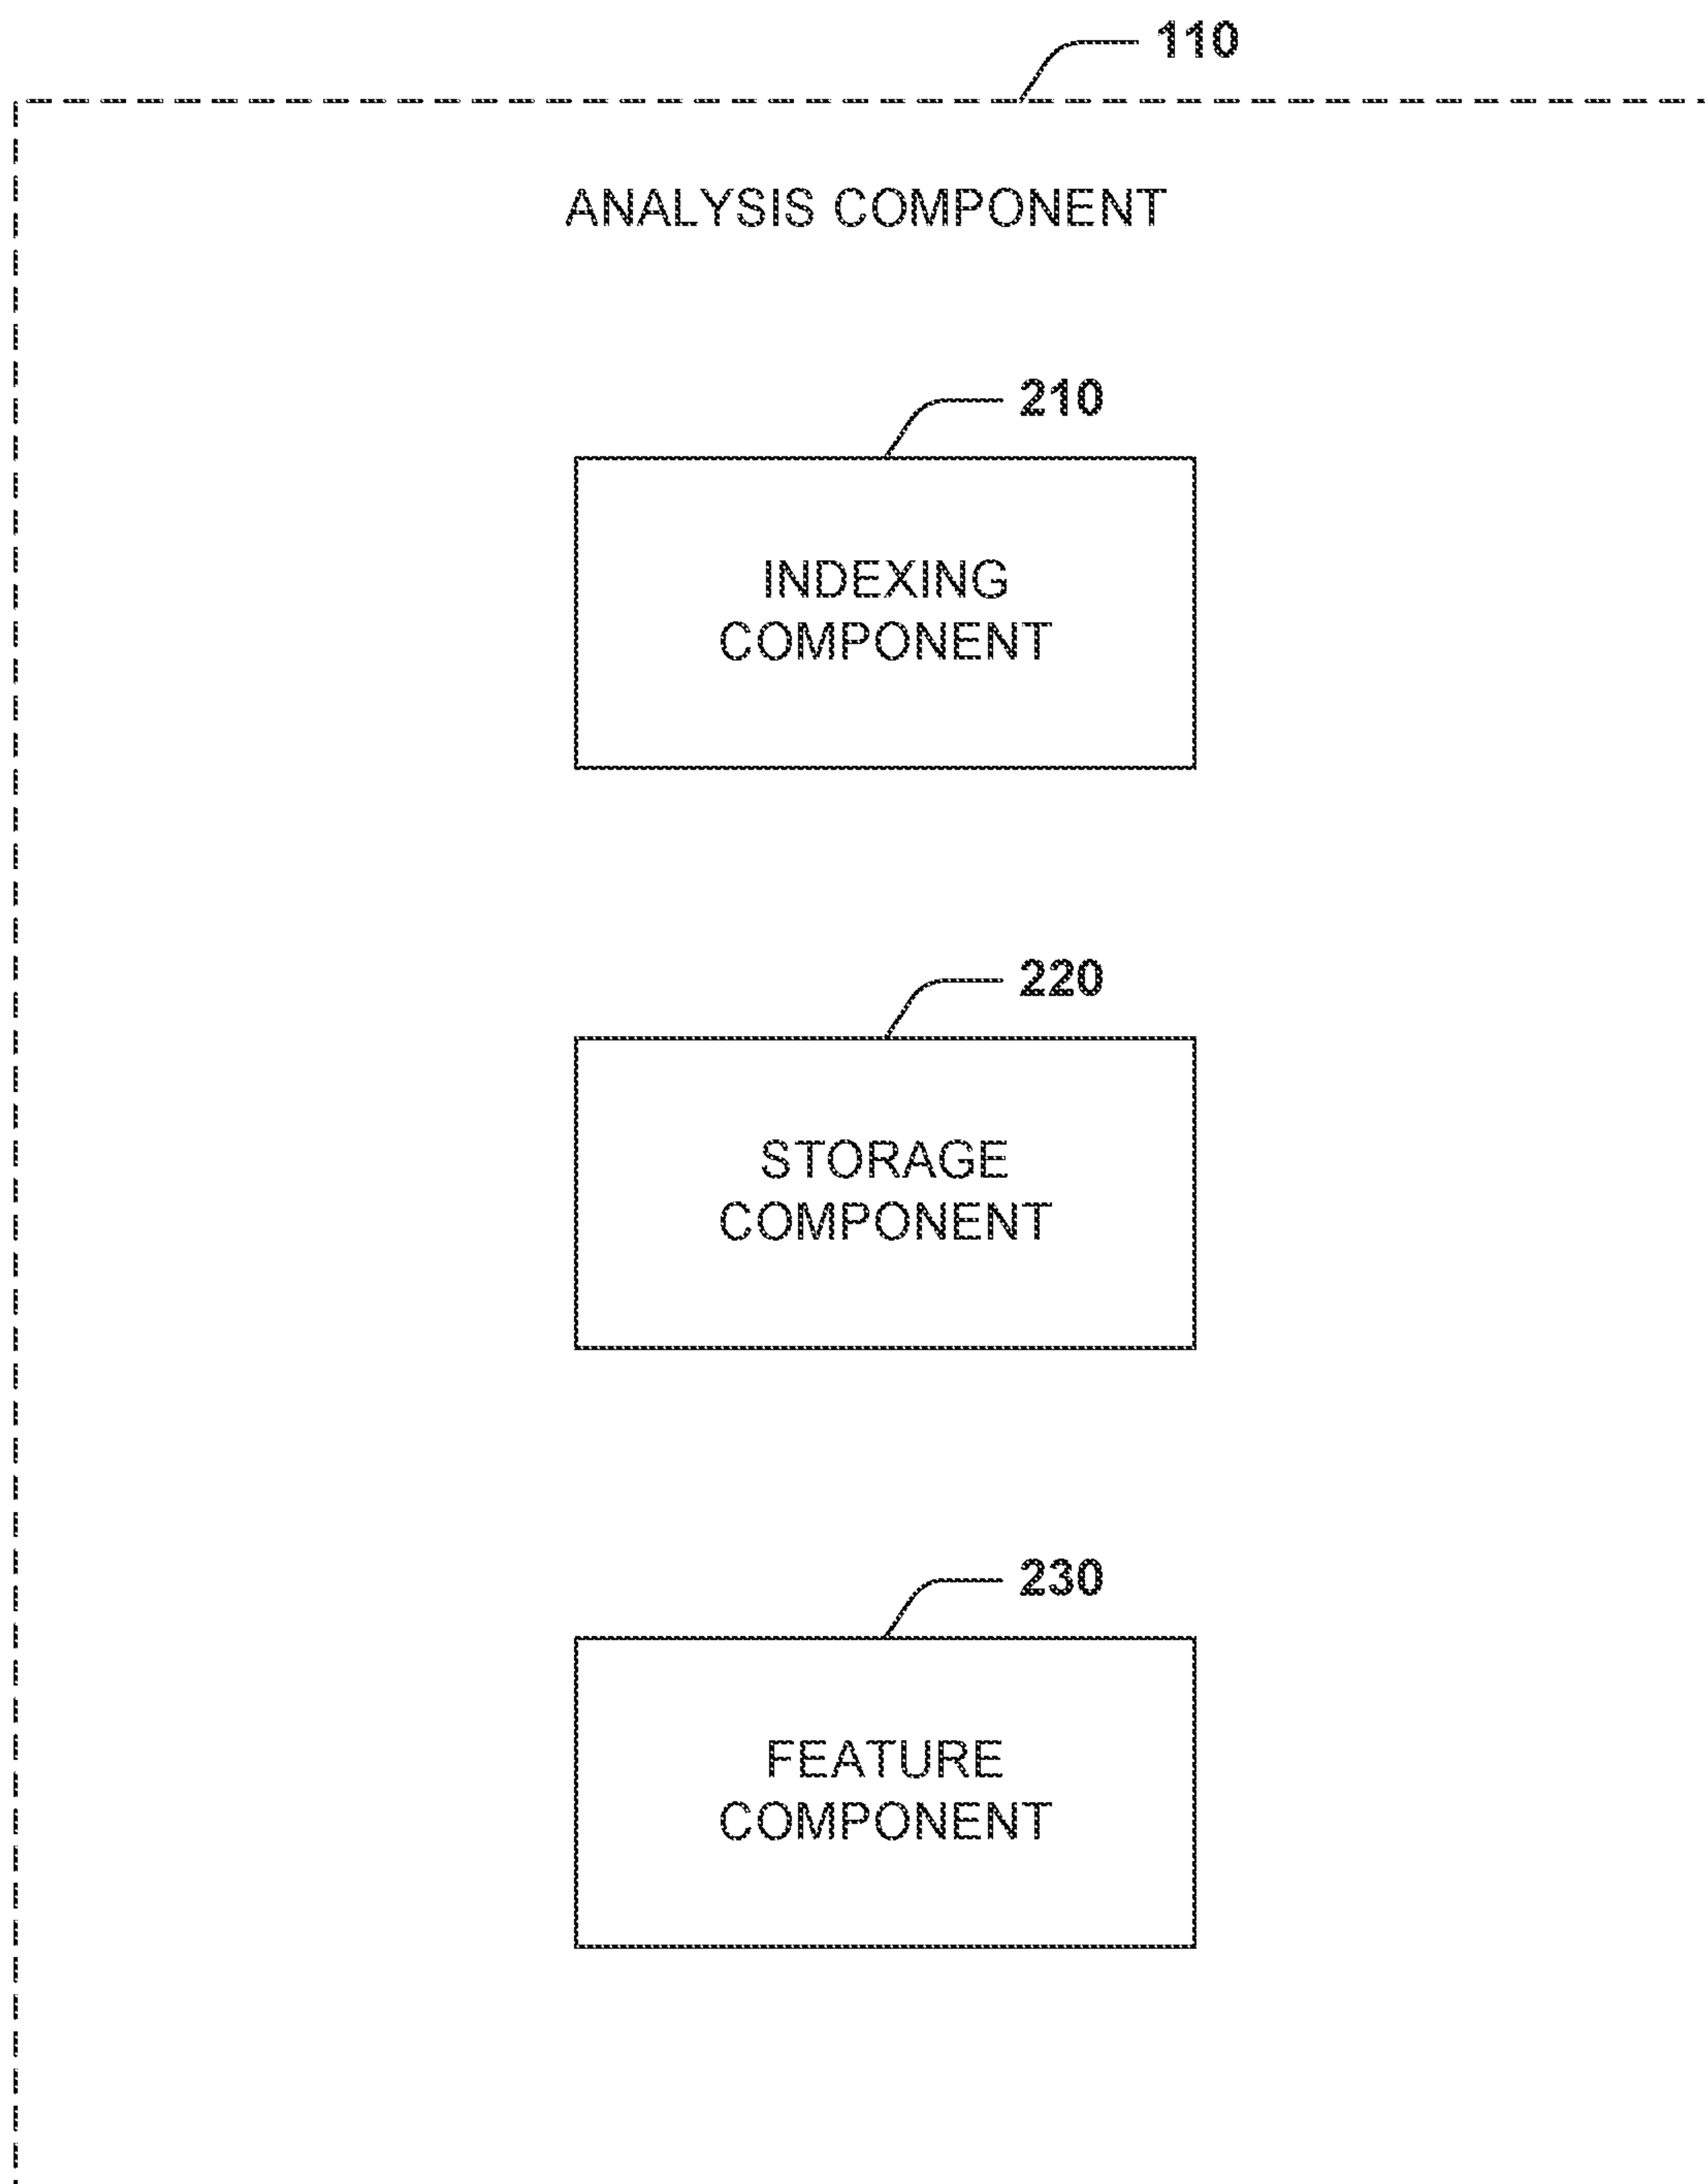 110
ANALYSIS COMPONENT
210
INDEXING
COMPONENT
220
STORAGE
COMPONENT
230
FEATURE
COMPONENT